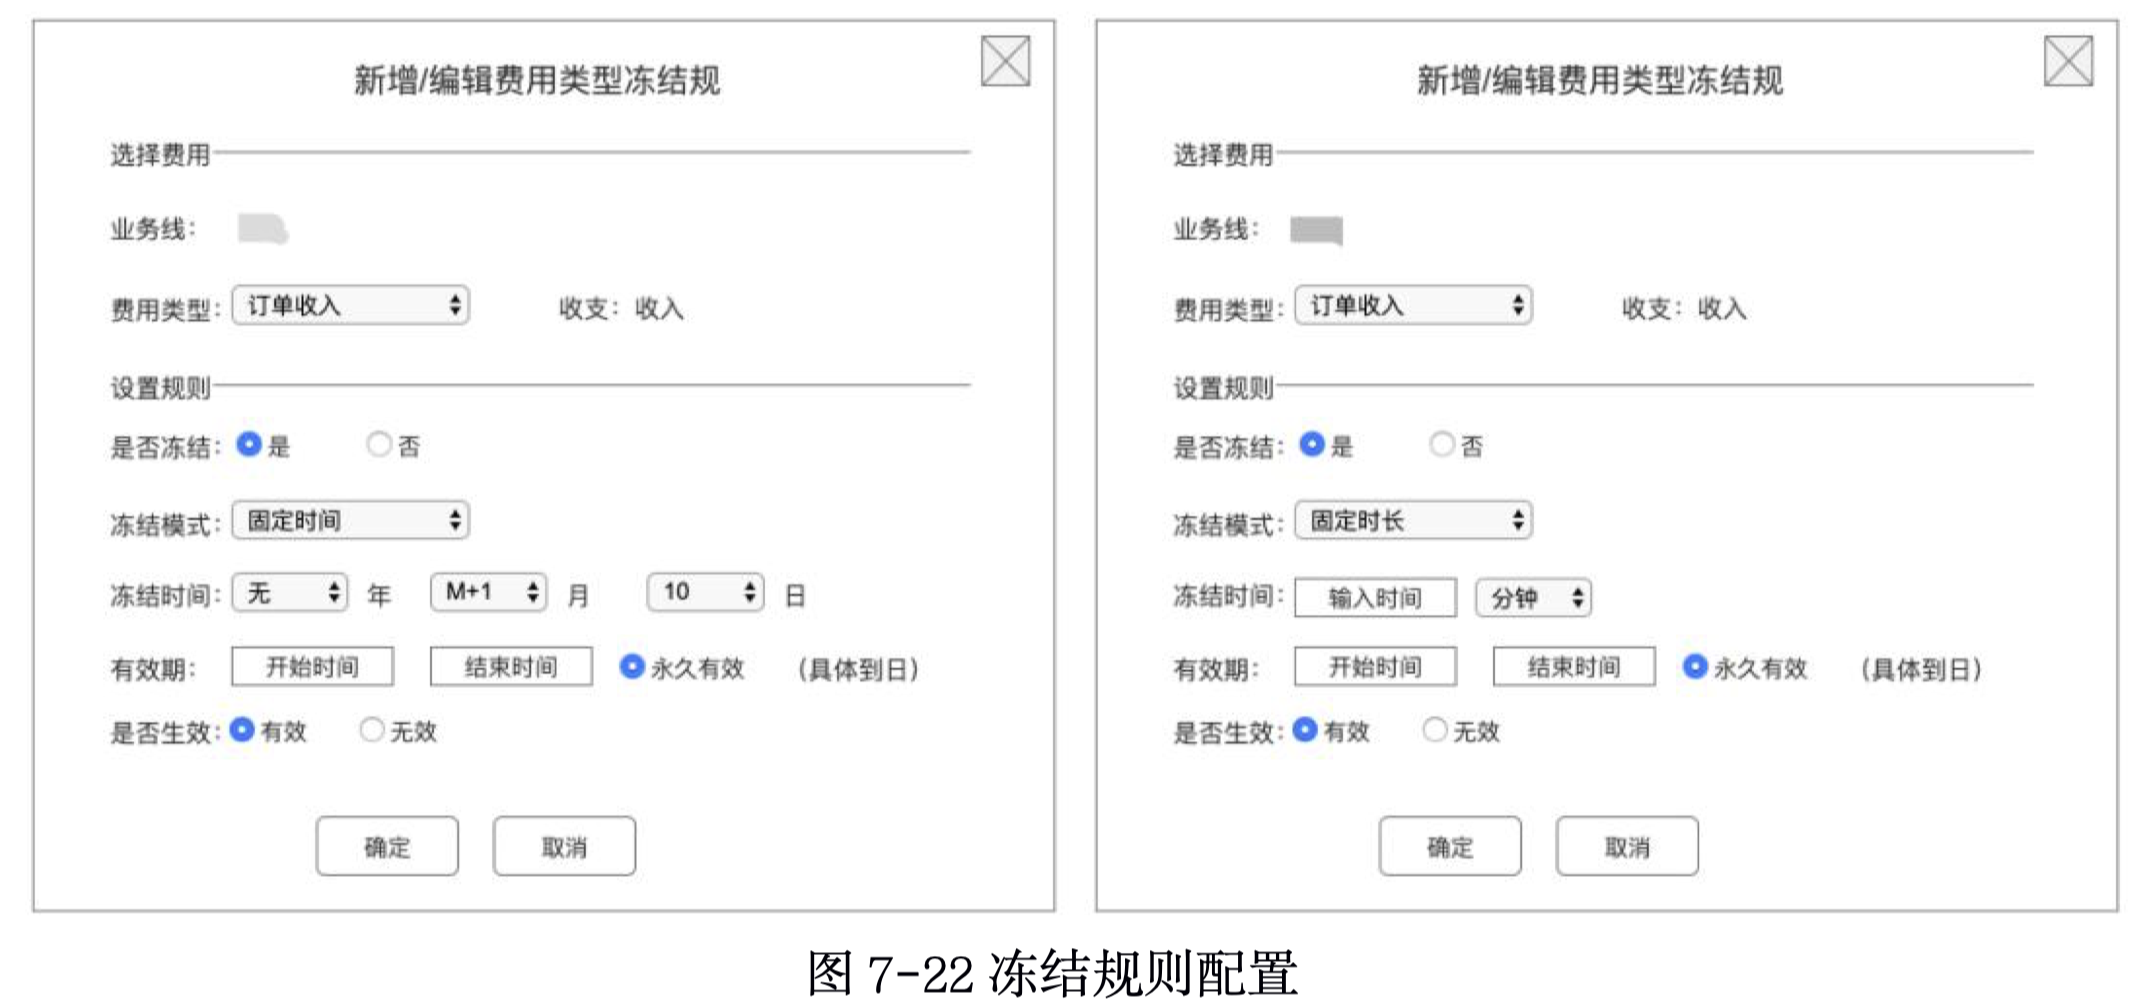 新增/编辑费用类型冻结规
选择费用
业务线：
费用类型： 订单收入 收支：收入
设置规则
是否冻结： 是 否
冻结模式： 固定时间
冻结时间： 无 年 M+1 月 10 日
有效期： 开始时间 结束时间 永久有效 （具体到日）
是否生效： 有效 无效
确定 取消
新增/编辑费用类型冻结规
选择费用
业务线：
费用类型： 订单收入 收支：收入
设置规则
是否冻结： 是 否
冻结模式： 固定时长
冻结时间： 输入时间 分钟
有效期： 开始时间 结束时间 永久有效 （具体到日）
是否生效： 有效 无效
确定 取消
图 7-22 冻结规则配置